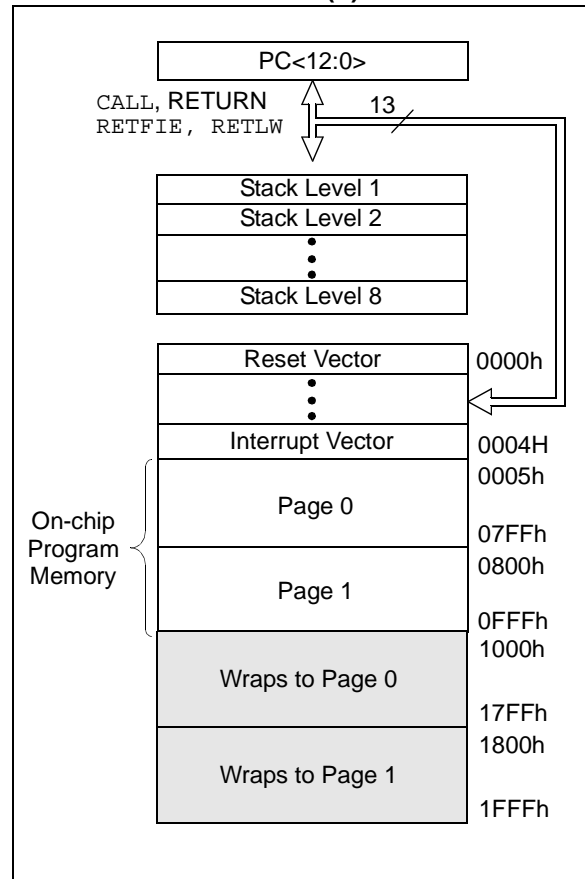 PC<12:0>
CALL, RETURN
RETFIE, RETLW
13
Stack Level 1
Stack Level 2
Stack Level 8
Reset Vector
0000h
Interrupt Vector
0004H
0005h
On-chip
Program
Memory
Page 0
07FFh
0800h
Page 1
0FFFh
1000h
Wraps to Page 0
17FFh
1800h
Wraps to Page 1
1FFFh